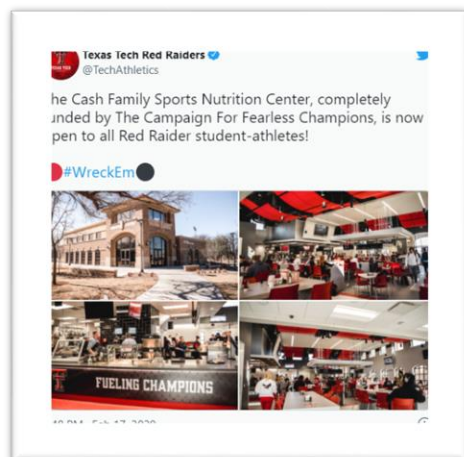 Texas Tech Red Raiders
@TechAthletics
he Cash Family Sports Nutrition Center, completely
unded by The Campaign For Fearless Champions, is now
pen to all Red Raider student-athletes!
#WreckEm
FUELING CHAMPIONS